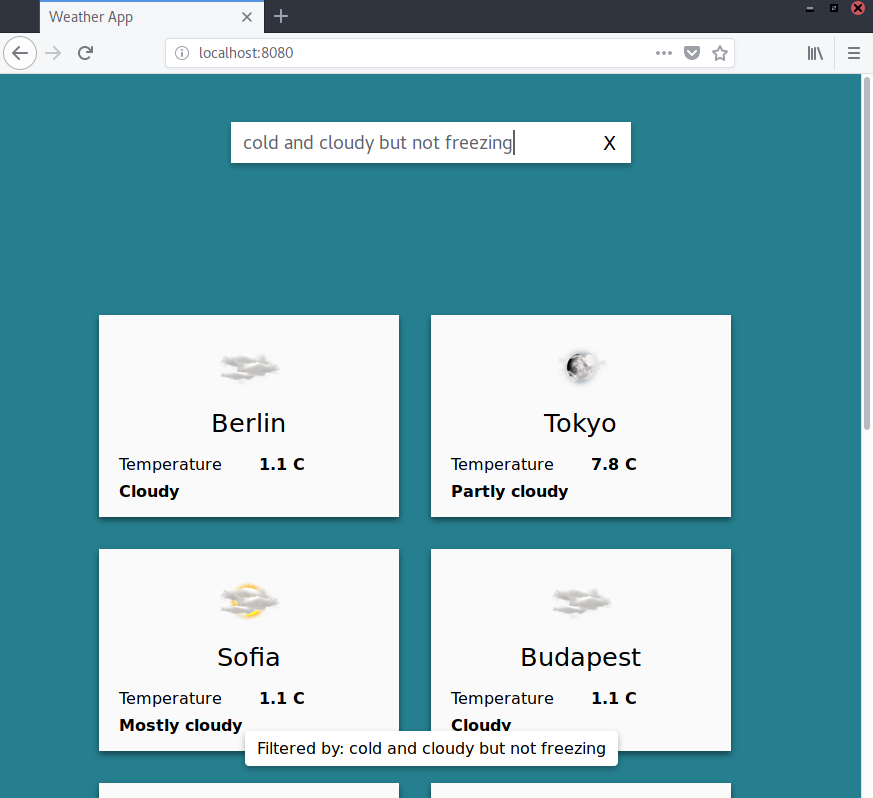 Weather App
localhost:8080
cold and cloudy but not freezing X
Berlin
Temperature 1.1 C
Cloudy
Tokyo
Temperature 7.8 C
Partly cloudy
Sofia
Temperature 1.1 C
Mostly cloudy
Budapest
Temperature 1.1 C
Cloudy
Filtered by: cold and cloudy but not freezing